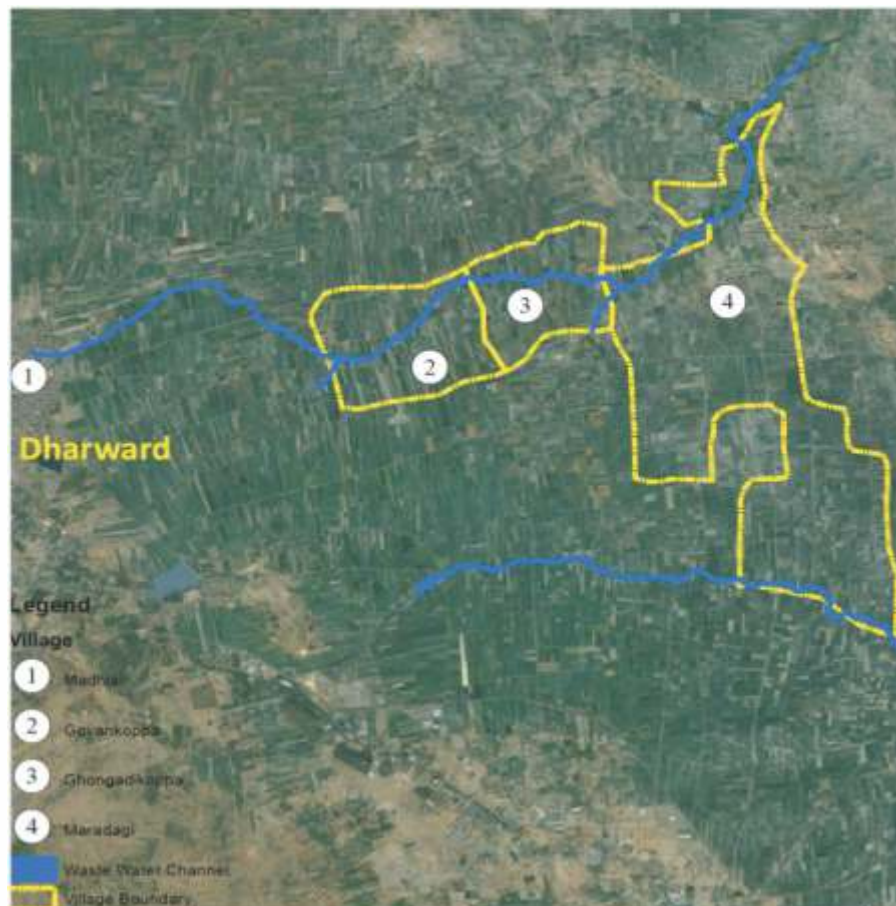 3
4
2
1
Dharward
Legend
Village
1 Madhia
2 Govankoppa
3 Ghongadikoppa
4 Maradagi
Waste Water Channel
Village Boundary